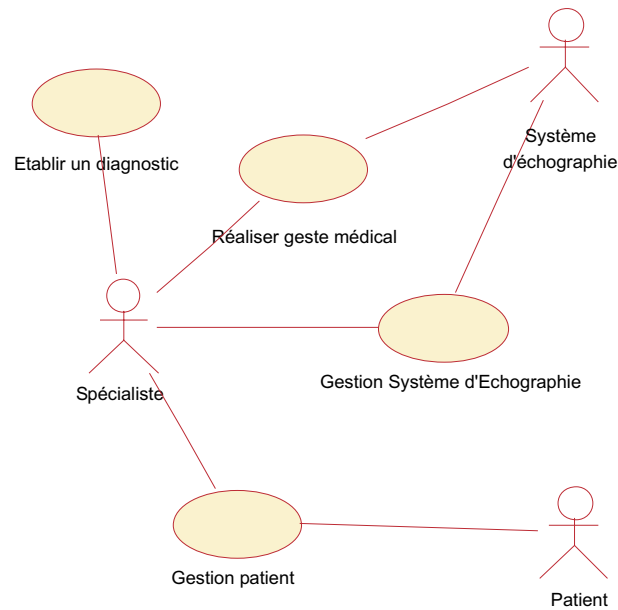 Système
d'échographie
Etablir un diagnostic
Réaliser geste médical
Gestion Système d'Echographie
Spécialiste
Gestion patient
Patient